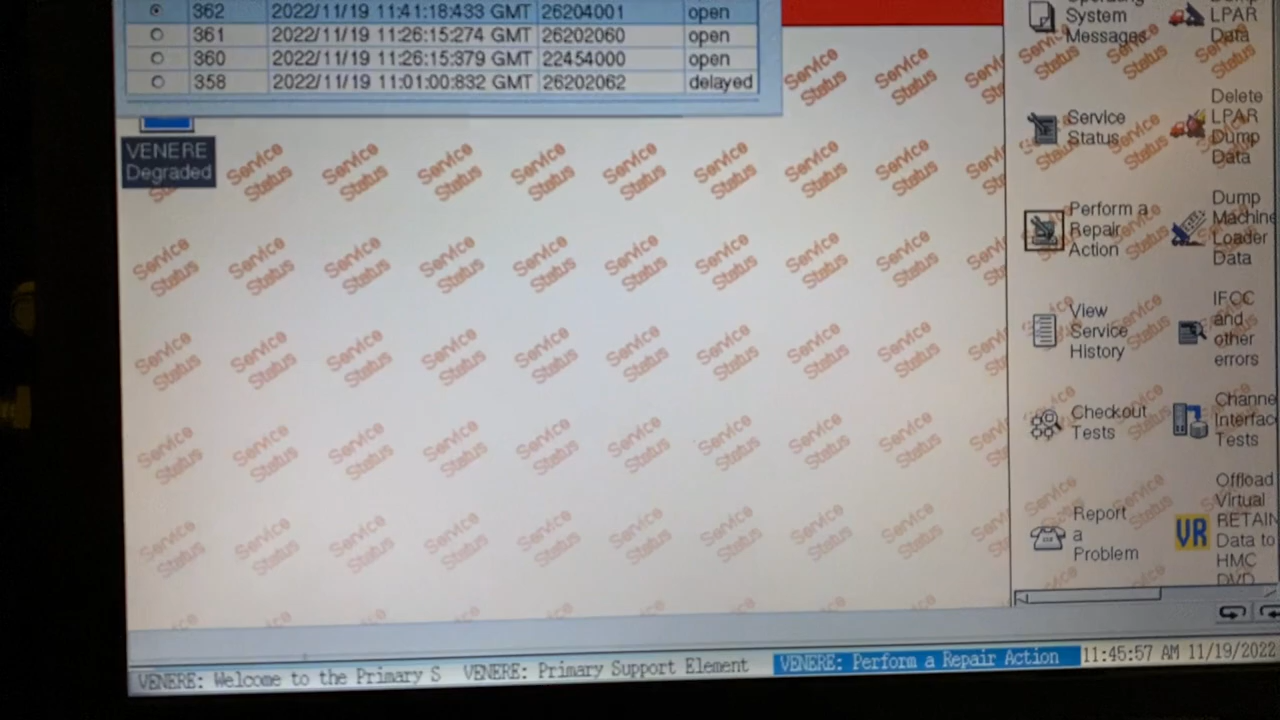 362 2022/11/19 11:41:18:433 GMT 26204001 open
361 2022/11/19 11:26:15:274 GMT 26202060 open
360 2022/11/19 11:26:15:379 GMT 22454000 open
358 2022/11/19 11:01:00:832 GMT 26202062 delayed
VENERE
Degraded
Service
Status
System
Messages
LPAR
Data
Service
Status
Delete
LPAR
Dump
Data
Perform a
Repair
Action
Dump
Machine
Loader
Data
View
Service
History
IFCC
and
other
errors
Checkout
Tests
Channe
Interfac
Tests
Report
a
Problem
VR
Offload
Virtual
RETAIN
Data to
HMC
DVD
VENERE: Welcome to the Primary S
VENERE: Primary Support Element
VENERE: Perform a Repair Action
11:45:57 AM 11/19/2022